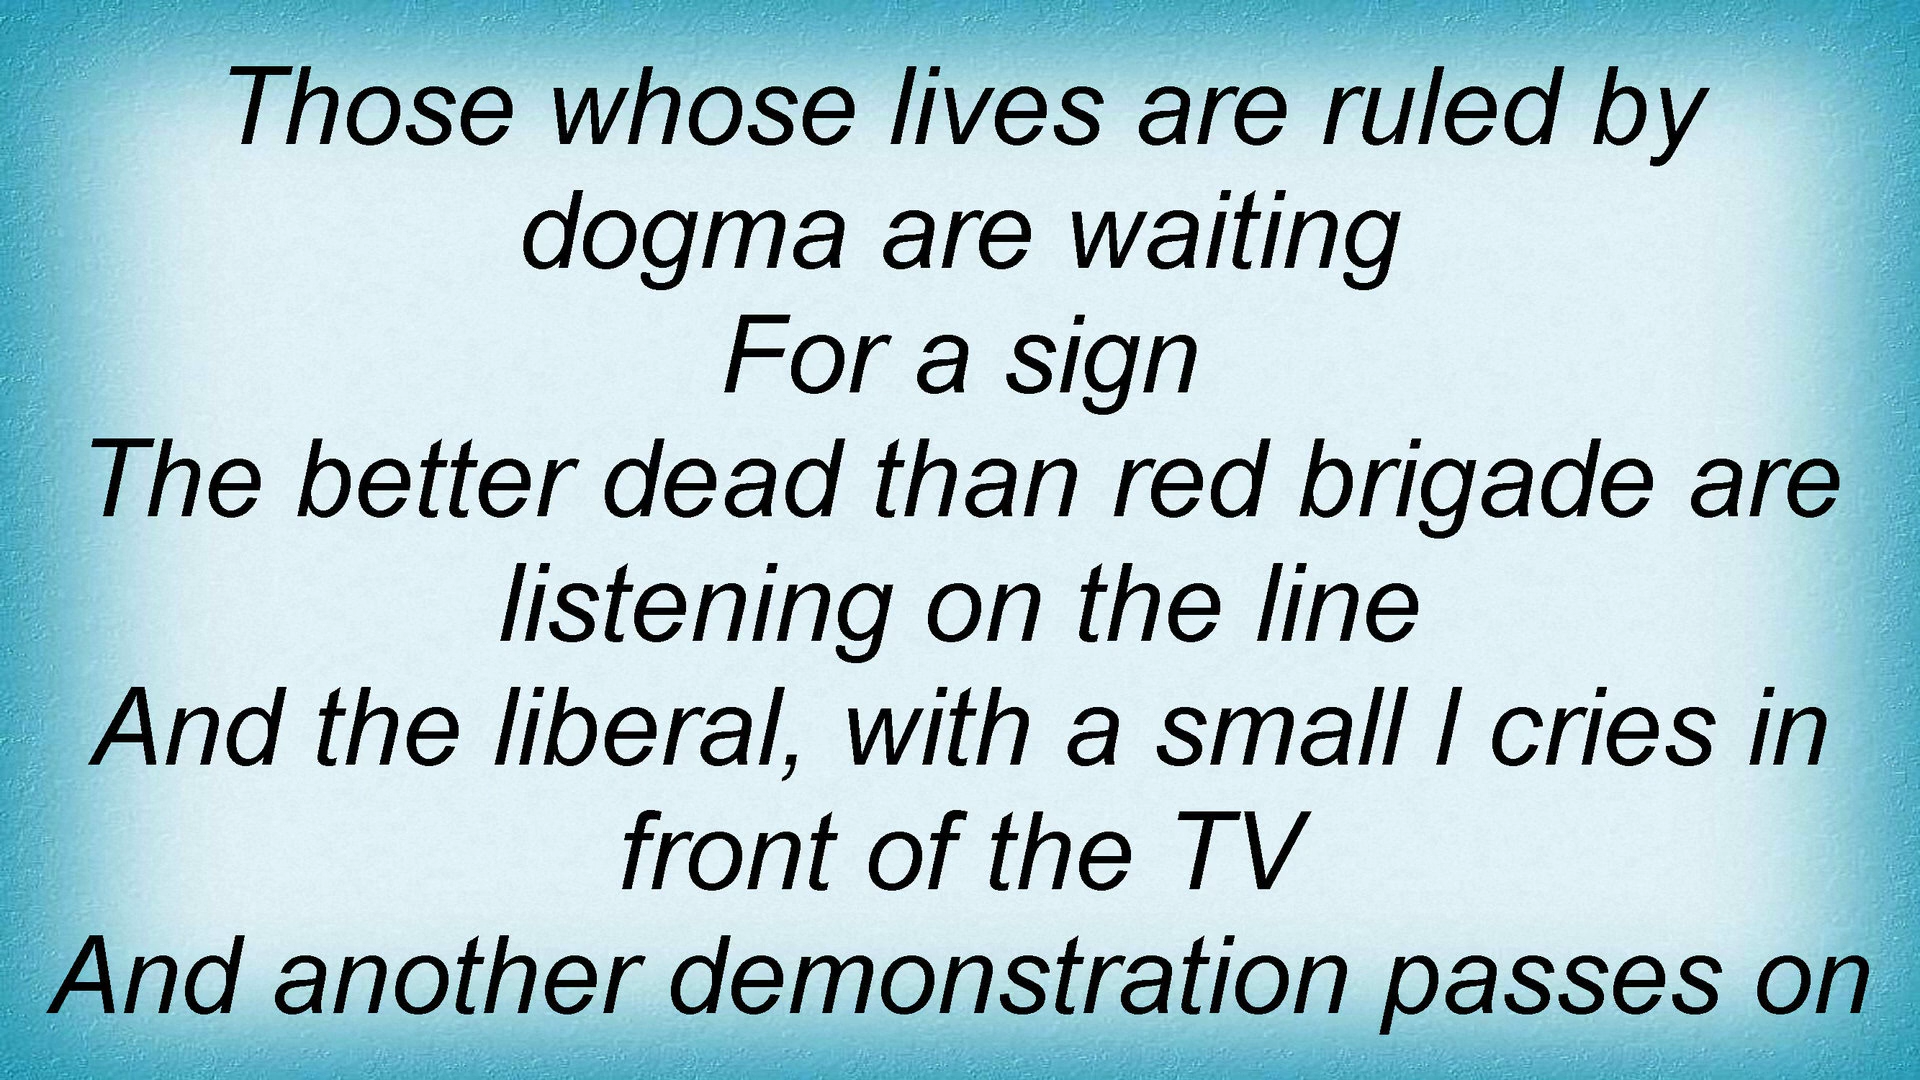 Those whose lives are ruled by
dogma are waiting
For a sign
The better dead than red brigade are
listening on the line
And the liberal, with a small l cries in
front of the TV
And another demonstration passes on